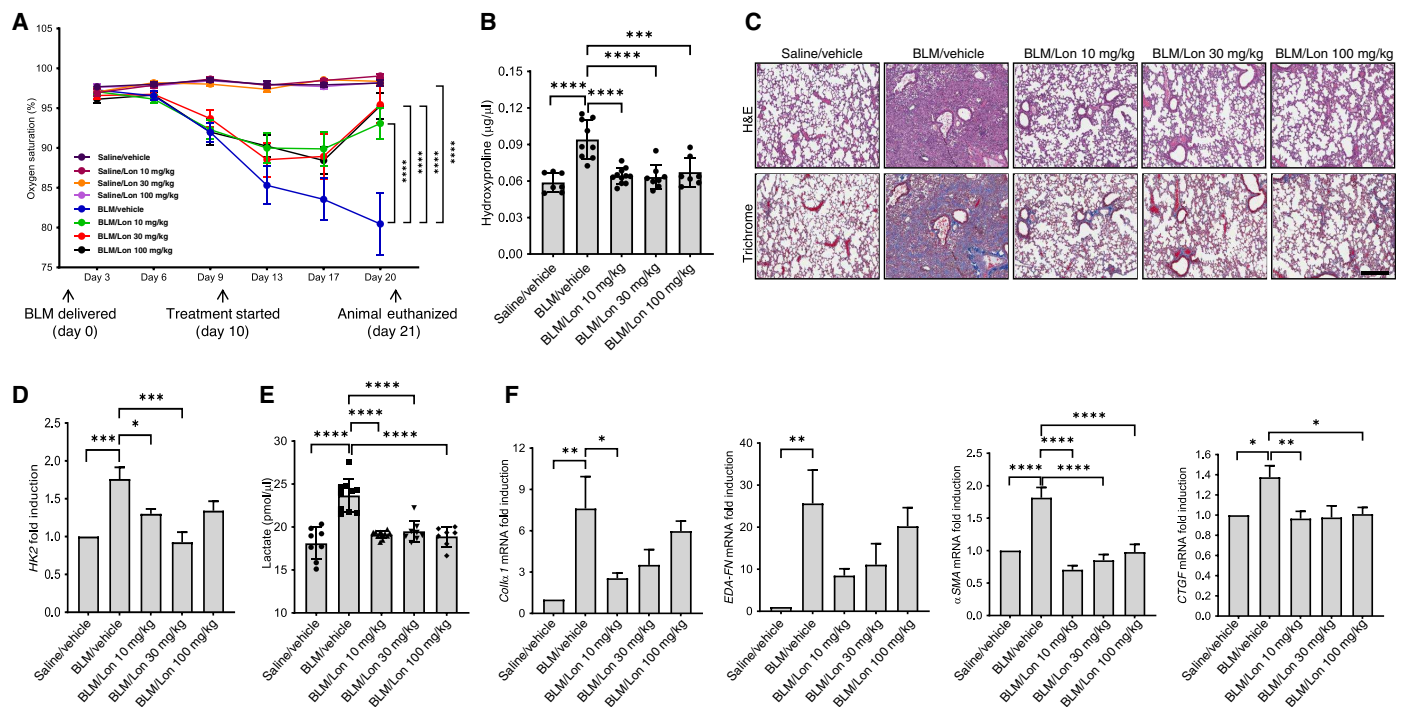 A
105
100
95
90
85
80
75
Oxygen saturation (%)
Saline/vehicle
Saline/Lon 10 mg/kg
Saline/Lon 30 mg/kg
Saline/Lon 100 mg/kg
BLM/vehicle
BLM/Lon 10 mg/kg
BLM/Lon 30 mg/kg
BLM/Lon 100 mg/kg
****
****
****
****
Day 3 Day 6 Day 9 Day 13 Day 17 Day 20
BLM delivered
(day 0)
Treatment started
(day 10)
Animal euthanized
(day 21)
B
***
****
**** ****
0.15
0.12
0.09
0.06
0.03
0.00
Hydroxyproline (μg/μl)
Saline/vehicle
BLM/vehicle
BLM/Lon 10 mg/kg
BLM/Lon 30 mg/kg
BLM/Lon 100 mg/kg
C
Saline/vehicle BLM/vehicle BLM/Lon 10 mg/kg BLM/Lon 30 mg/kg BLM/Lon 100 mg/kg
H&E
Trichrome
D
***
*
***
2.5
2.0
1.5
1.0
0.5
0.0
HK2 fold induction
Saline/vehicle
BLM/vehicle
BLM/Lon 10 mg/kg
BLM/Lon 30 mg/kg
BLM/Lon 100 mg/kg
E
****
****
**** ****
30
25
20
15
10
Lactate (pmol/μl)
Saline/vehicle
BLM/vehicle
BLM/Lon 10 mg/kg
BLM/Lon 30 mg/kg
BLM/Lon 100 mg/kg
F
*
**
12
9
6
3
0
ColIα1 mRNA fold induction
Saline/vehicle
BLM/vehicle
BLM/Lon 10 mg/kg
BLM/Lon 30 mg/kg
BLM/Lon 100 mg/kg
**
40
30
20
10
0
EDA-FN mRNA fold induction
Saline/vehicle
BLM/vehicle
BLM/Lon 10 mg/kg
BLM/Lon 30 mg/kg
BLM/Lon 100 mg/kg
****
****
**** ****
2.5
2.0
1.5
1.0
0.5
0.0
αSMA mRNA fold induction
Saline/vehicle
BLM/vehicle
BLM/Lon 10 mg/kg
BLM/Lon 30 mg/kg
BLM/Lon 100 mg/kg
*
* **
1.6
1.4
1.2
1.0
0.8
0.6
0.4
0.2
0.0
CTGF mRNA fold induction
Saline/vehicle
BLM/vehicle
BLM/Lon 10 mg/kg
BLM/Lon 30 mg/kg
BLM/Lon 100 mg/kg